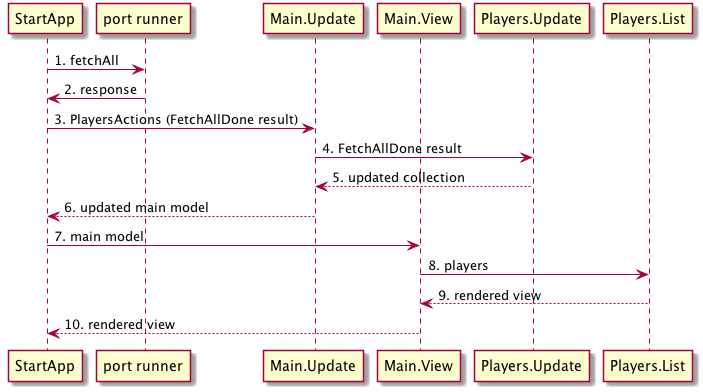 StartApp port runner Main.Update Main.View Players.Update Players.List
1. fetchAll
2. response
3. PlayersActions (FetchAllDone result)
4. FetchAllDone result
5. updated collection
6. updated main model
7. main model
8. players
9. rendered view
10. rendered view
StartApp port runner Main.Update Main.View Players.Update Players.List